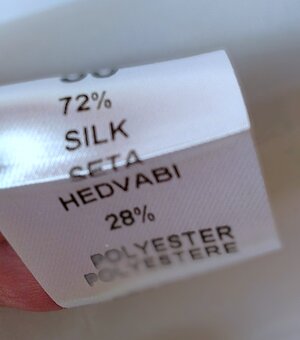 72%
SILK
SETA
HEDVABI
28%
POLYESTER
POLYESTERE